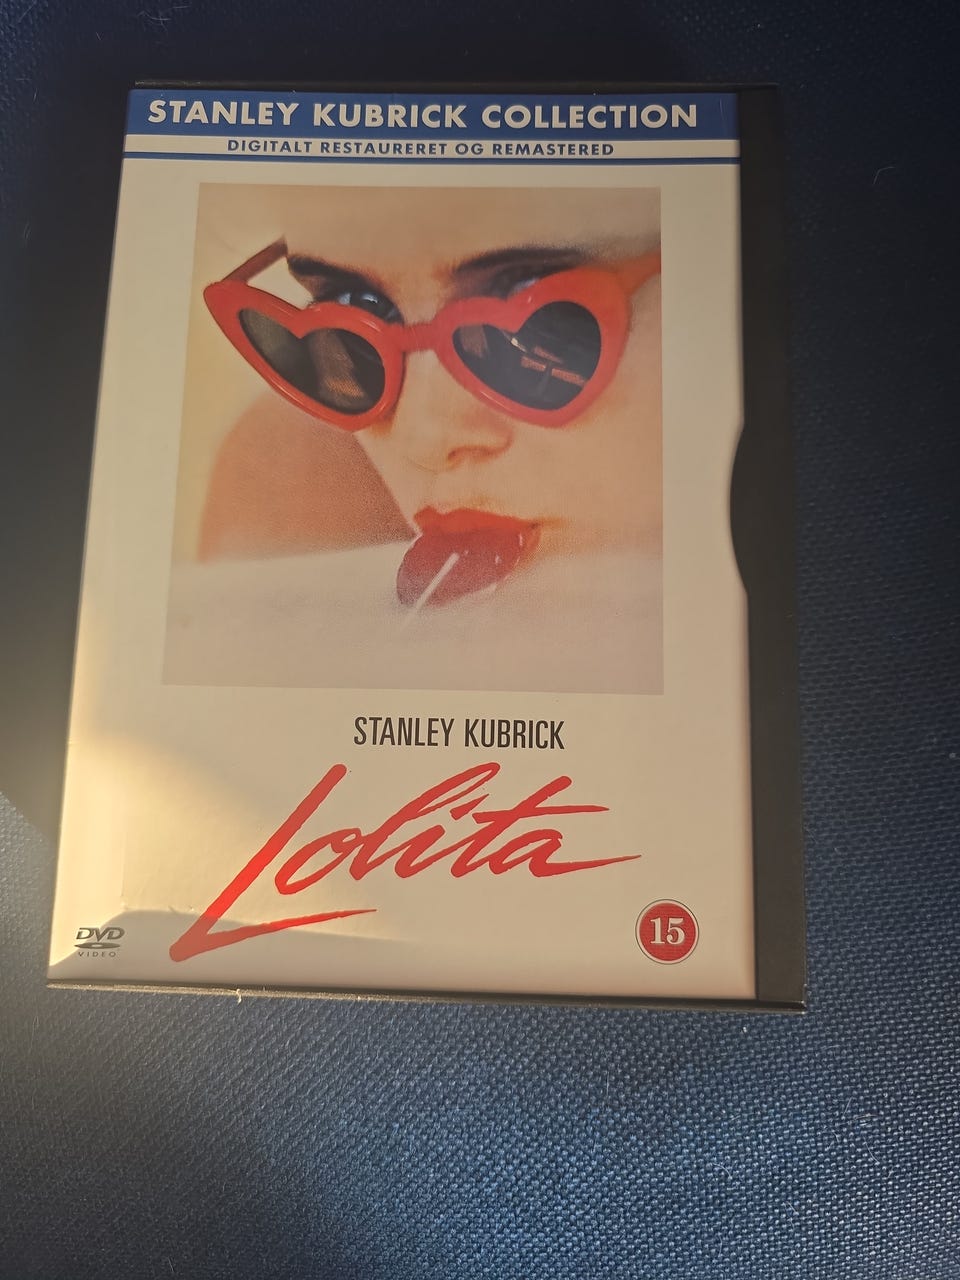 STANLEY KUBRICK COLLECTION
DIGITALT RESTAURERET OG REMASTERED
STANLEY KUBRICK
Lolita
DVD
VIDEO
15